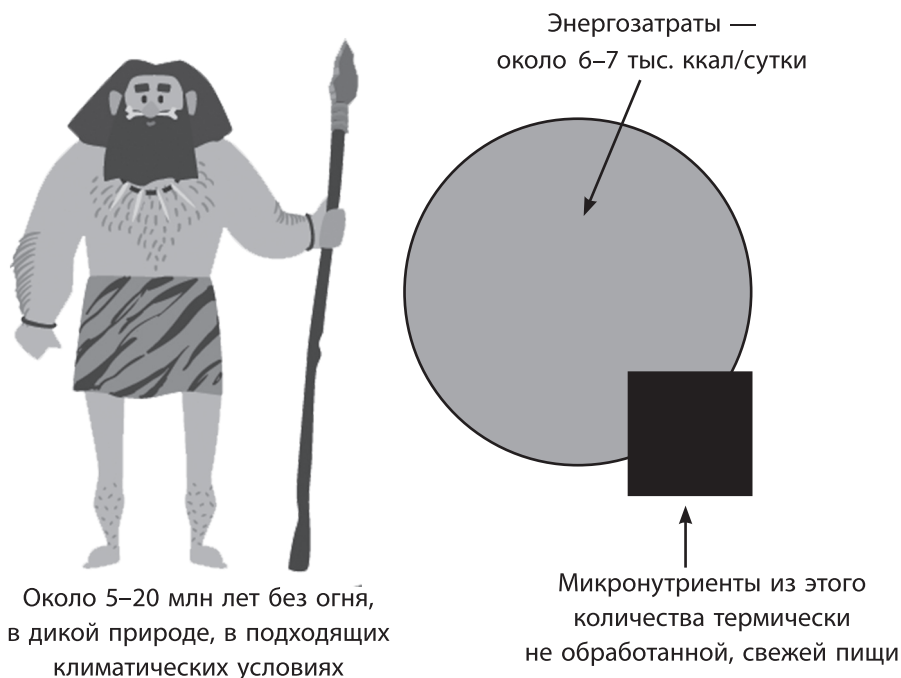 Энергозатраты —
около 6–7 тыс. ккал/сутки
Около 5–20 млн лет без огня,
в дикой природе, в подходящих
климатических условиях
Микронутриенты из этого
количества термически
не обработанной, свежей пищи